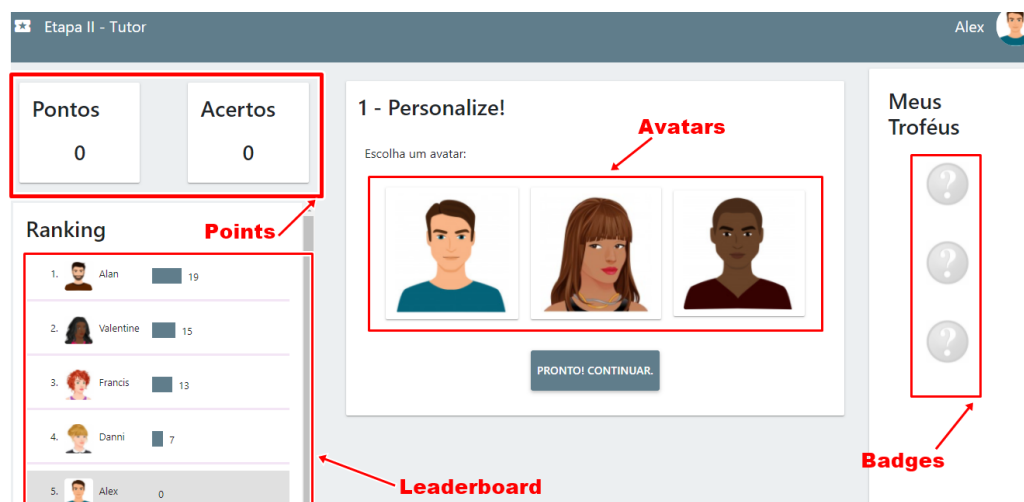 Etapa II - Tutor
Alex
Pontos
0
Acertos
0
Points
Ranking
1. Alan 19
2. Valentine 15
3. Francis 13
4. Danni 7
5. Alex 0
Leaderboard
1 - Personalize!
Avatars
Escolha um avatar:
PRONTO! CONTINUAR.
Meus
Troféus
?
?
?
Badges